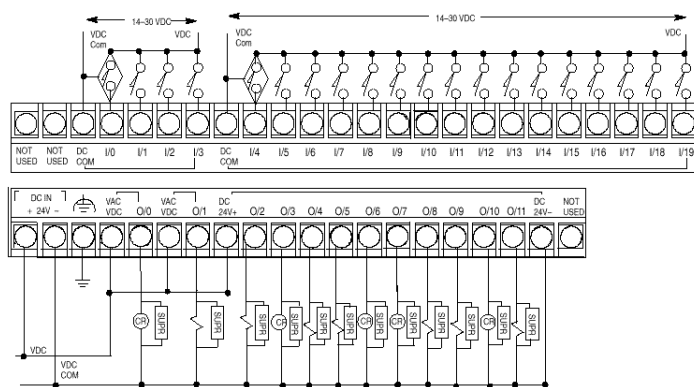 14–30 VDC
14–30 VDC
VDC
Com
VDC
VDC
Com
VDC
NOT
USED
NOT
USED
DC
COM
I/0
I/1
I/2
I/3
DC
COM
I/4
I/5
I/6
I/7
I/8
I/9
I/10
I/11
I/12
I/13
I/14
I/15
I/16
I/17
I/18
I/19
DC IN
+ 24V –
VAC
VDC
O/0
VAC
VDC
O/1
DC
24V+
O/2
O/3
O/4
O/5
O/6
O/7
O/8
O/9
O/10
O/11
DC
24V–
NOT
USED
CR
SUPR
SUPR
SUPR
CR
SUPR
SUPR
SUPR
CR
SUPR
CR
SUPR
SUPR
SUPR
CR
SUPR
SUPR
VDC
VDC
COM